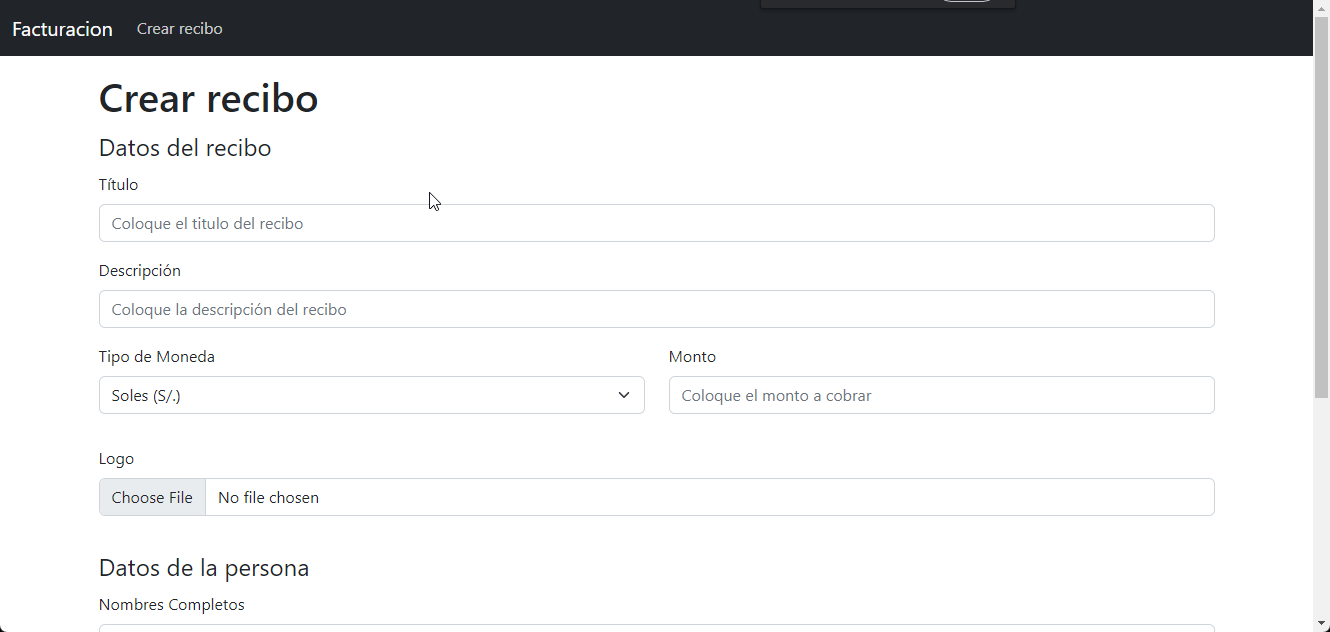 Facturacion Crear recibo
Crear recibo
Datos del recibo
Título
Coloque el titulo del recibo
Descripción
Coloque la descripción del recibo
Tipo de Moneda Monto
Soles (S/.) Coloque el monto a cobrar
Logo
Choose File No file chosen
Datos de la persona
Nombres Completos